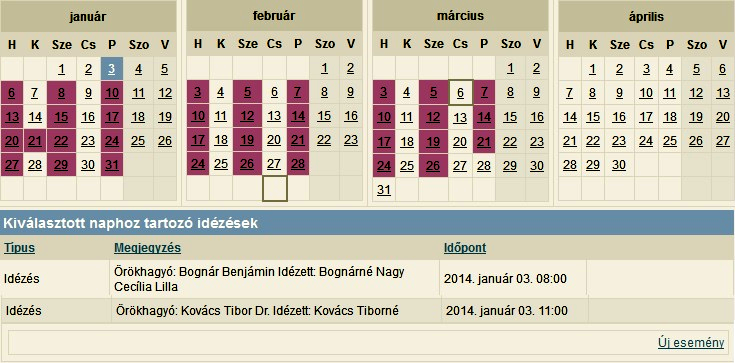 január február március április
H K Sze Cs P Szo V H K Sze Cs P Szo V H K Sze Cs P Szo V H K Sze Cs P Szo V
1 2 3 4 5 1 2 1 2 1 2 3 4 5 6
6 7 8 9 10 11 12 3 4 5 6 7 8 9 3 4 5 6 7 8 9 7 8 9 10 11 12 13
13 14 15 16 17 18 19 10 11 12 13 14 15 16 10 11 12 13 14 15 16 14 15 16 17 18 19 20
20 21 22 23 24 25 26 17 18 19 20 21 22 23 17 18 19 20 21 22 23 21 22 23 24 25 26 27
27 28 29 30 31 24 25 26 27 28 24 25 26 27 28 29 30 28 29 30
31
Kiválasztott naphoz tartozó idézések
Típus Megjegyzés Időpont
Idézés Örökhagyó: Bognár Benjámin Idézett: Bognárné Nagy 2014. január 03. 08:00
Cecília Lilla
Idézés Örökhagyó: Kovács Tibor Dr. Idézett: Kovács Tiborné 2014. január 03. 11:00
Új esemény